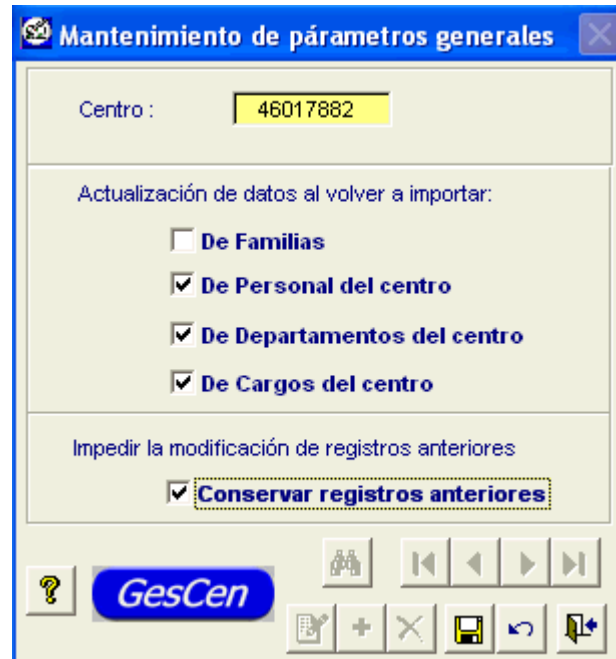 Mantenimiento de párametros generales
Centro :
46017882
Actualización de datos al volver a importar:
De Familias
De Personal del centro
De Departamentos del centro
De Cargos del centro
Impedir la modificación de registros anteriores
Conservar registros anteriores
?
GesCen